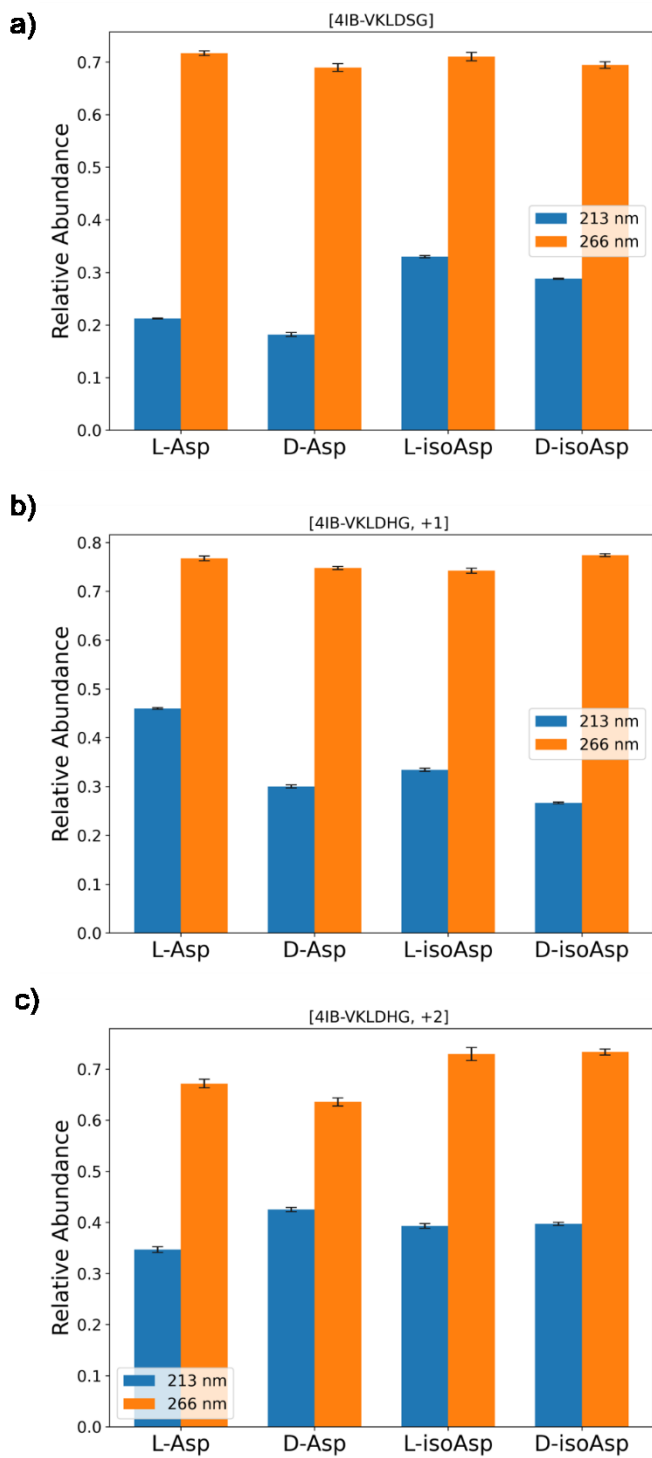 a)
[4IB-VKLDSG]
Relative Abundance
0.7
0.6
0.5
0.4
0.3
0.2
0.1
0.0
213 nm
266 nm
L-Asp D-Asp L-isoAsp D-isoAsp
b)
[4IB-VKLDHG, +1]
Relative Abundance
0.8
0.7
0.6
0.5
0.4
0.3
0.2
0.1
0.0
213 nm
266 nm
L-Asp D-Asp L-isoAsp D-isoAsp
c)
[4IB-VKLDHG, +2]
Relative Abundance
0.7
0.6
0.5
0.4
0.3
0.2
0.1
0.0
213 nm
266 nm
L-Asp D-Asp L-isoAsp D-isoAsp